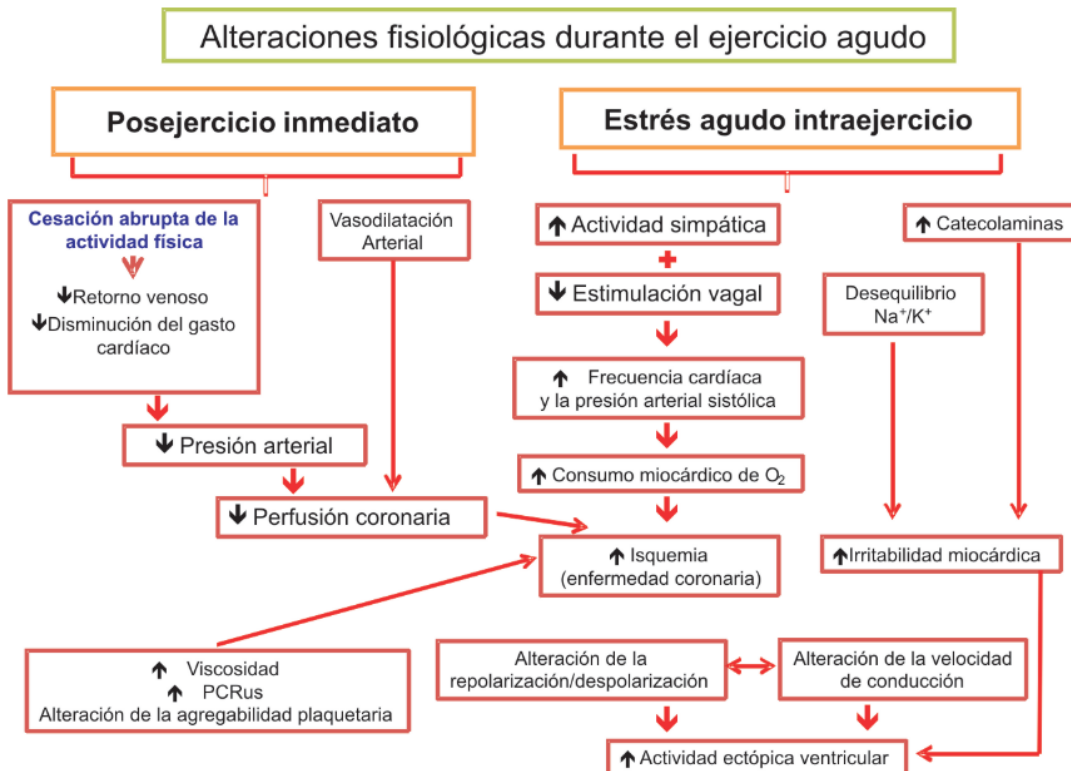 Alteraciones fisiológicas durante el ejercicio agudo
Posejercicio inmediato
Estrés agudo intraejercicio
Cesación abrupta de la
actividad física
↓Retorno venoso
↓Disminución del gasto
cardíaco
Vasodilatación
Arterial
↓ Presión arterial
↓ Perfusión coronaria
↑ Actividad simpática
+
↓ Estimulación vagal
↑ Frecuencia cardíaca
y la presión arterial sistólica
↑ Consumo miocárdico de O₂
↑ Isquemia
(enfermedad coronaria)
↑ Catecolaminas
Desequilibrio
Na⁺/K⁺
↑Irritabilidad miocárdica
↑ Viscosidad
↑ PCRus
Alteración de la agregabilidad plaquetaria
Alteración de la
repolarización/despolarización
Alteración de la velocidad
de conducción
↑ Actividad ectópica ventricular